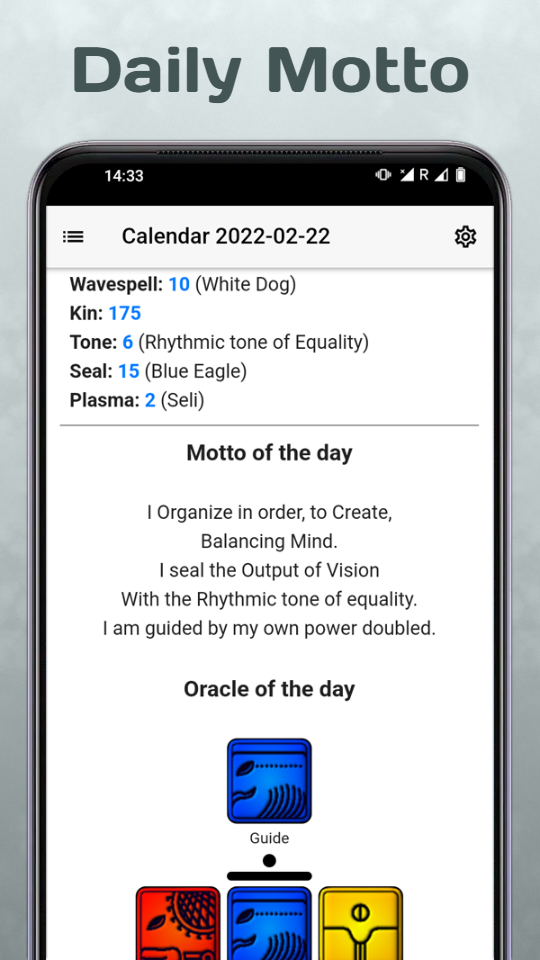 Daily Motto
14:33
R
Calendar 2022-02-22
Wavespell: 10 (White Dog)
Kin: 175
Tone: 6 (Rhythmic tone of Equality)
Seal: 15 (Blue Eagle)
Plasma: 2 (Seli)
Motto of the day
I Organize in order, to Create,
Balancing Mind.
I seal the Output of Vision
With the Rhythmic tone of equality.
I am guided by my own power doubled.
Oracle of the day
Guide